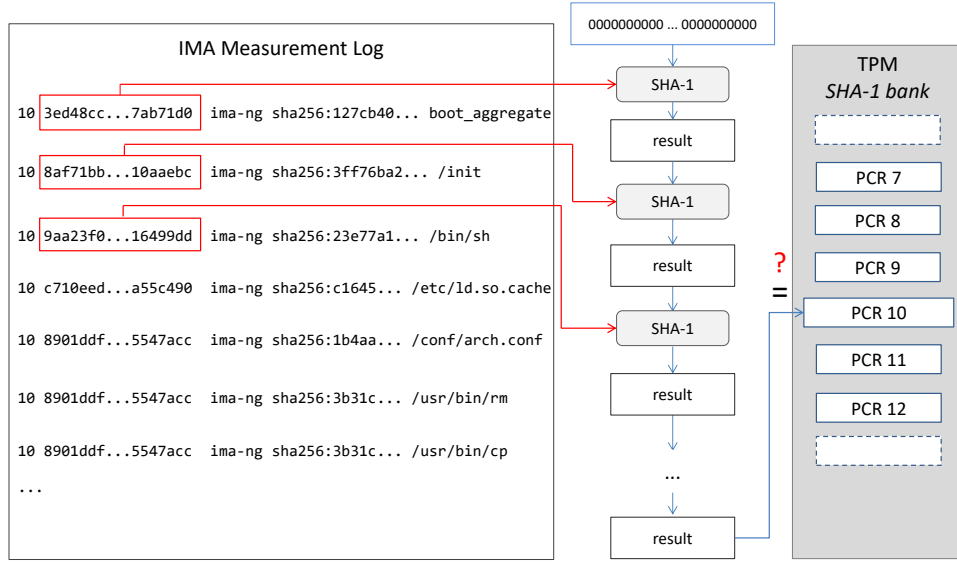 IMA Measurement Log
10 3ed48cc...7ab71d0 ima-ng sha256:127cb40... boot_aggregate
10 8af71bb...10aaebc ima-ng sha256:3ff76ba2... /init
10 9aa23f0...16499dd ima-ng sha256:23e77a1... /bin/sh
10 c710eed...a55c490 ima-ng sha256:c1645... /etc/ld.so.cache
10 8901ddf...5547acc ima-ng sha256:1b4aa... /conf/arch.conf
10 8901ddf...5547acc ima-ng sha256:3b31c... /usr/bin/rm
10 8901ddf...5547acc ima-ng sha256:3b31c... /usr/bin/cp
...
0000000000 ... 0000000000
SHA-1
result
SHA-1
result
SHA-1
result
...
result
?
=
TPM
SHA-1 bank
PCR 7
PCR 8
PCR 9
PCR 10
PCR 11
PCR 12